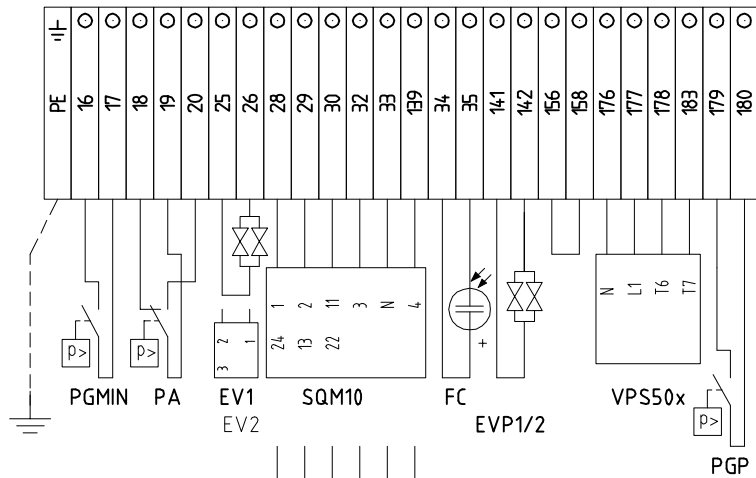 PE 16 17 18 19 20 25 26 28 29 30 32 33 139 34 35 141 142 156 158 176 177 178 183 179 180
1 2 11 3 N 4
N L1 T6 T7
24 13 22
2 1
3
+
p> p>
PGMIN PA EV1 SQM10 FC VPS50x
p>
EV2 EVP1/2
PGP